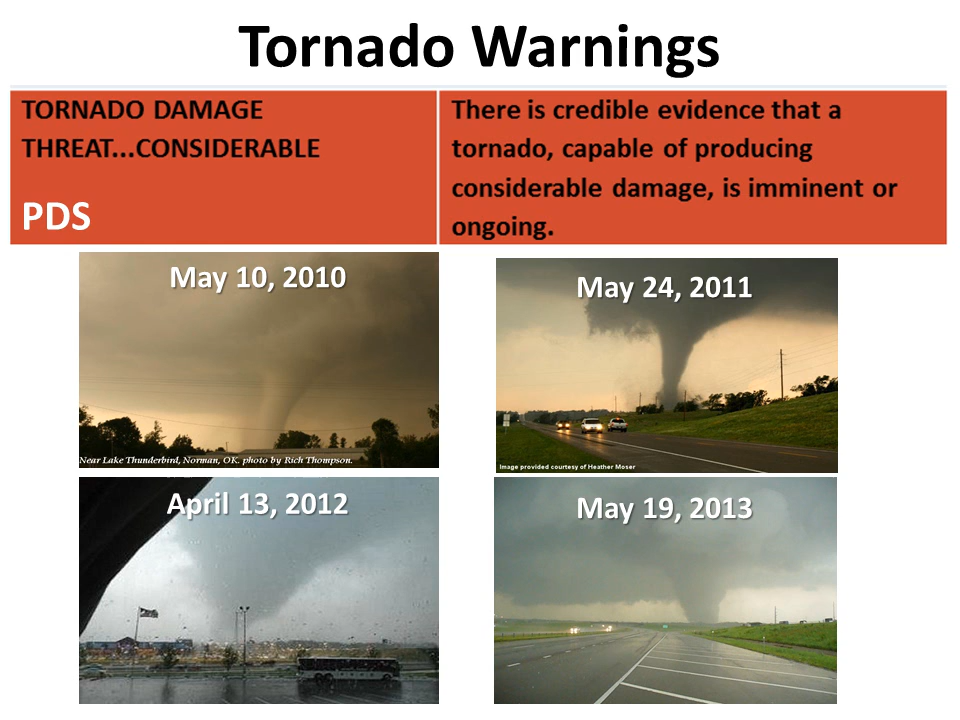 Tornado Warnings
TORNADO DAMAGE
THREAT...CONSIDERABLE
PDS
There is credible evidence that a
tornado, capable of producing
considerable damage, is imminent or
ongoing.
May 10, 2010
Near Lake Thunderbird, Norman, OK. photo by Rich Thompson.
May 24, 2011
Image provided courtesy of Heather Moser
April 13, 2012
May 19, 2013